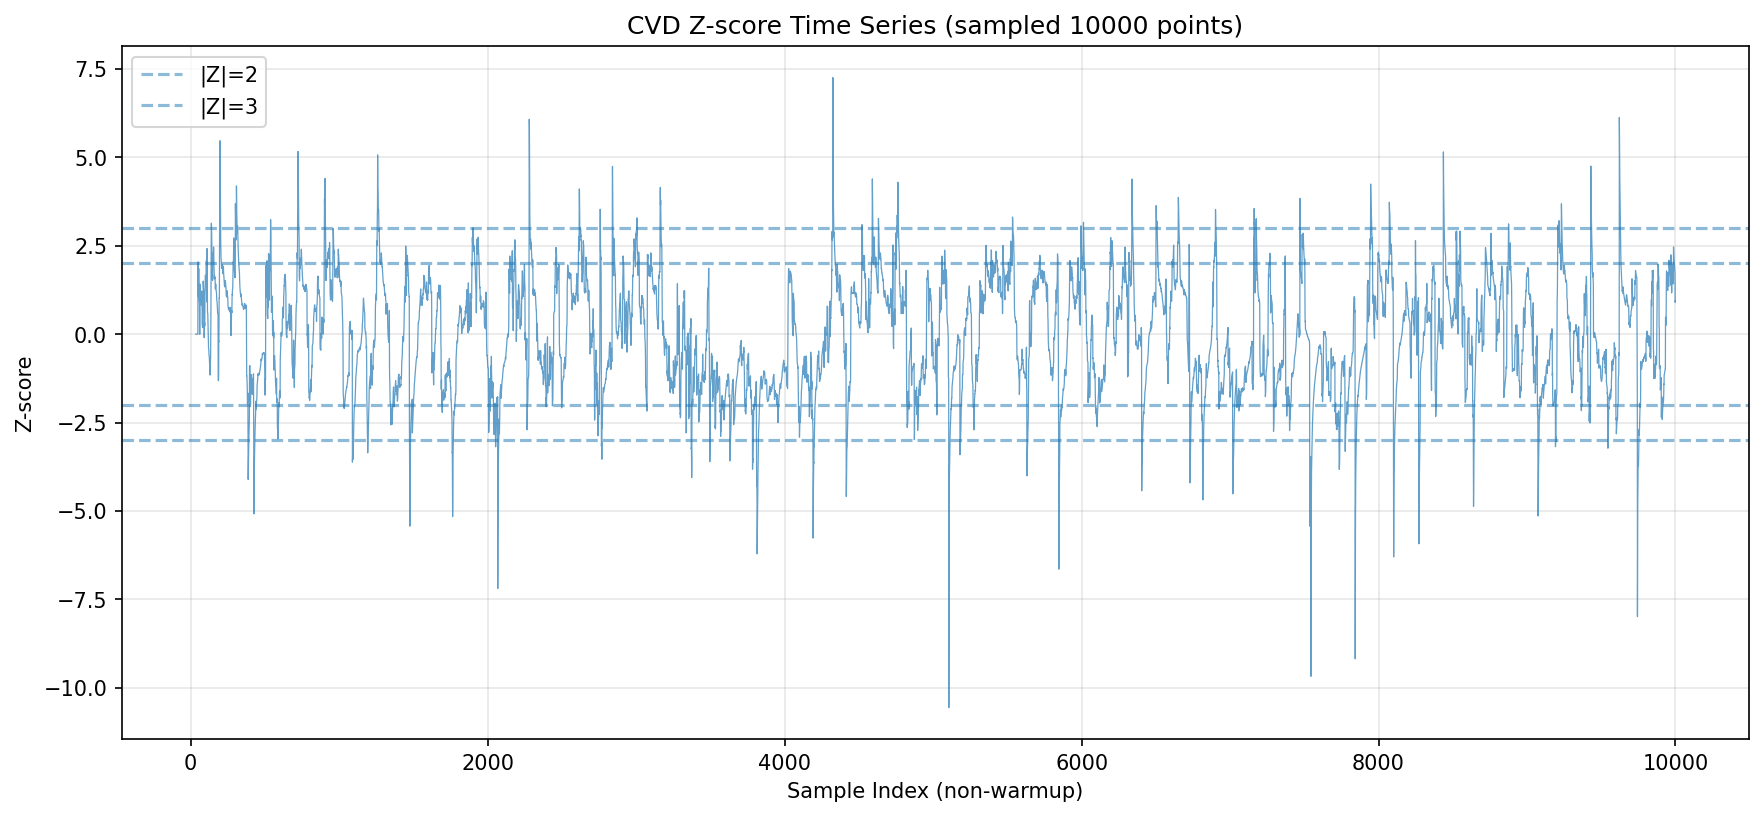 CVD Z-score Time Series (sampled 10000 points)
|Z|=2
|Z|=3
7.5
5.0
2.5
0.0
−2.5
−5.0
−7.5
−10.0
Z-score
0
2000
4000
6000
8000
10000
Sample Index (non-warmup)